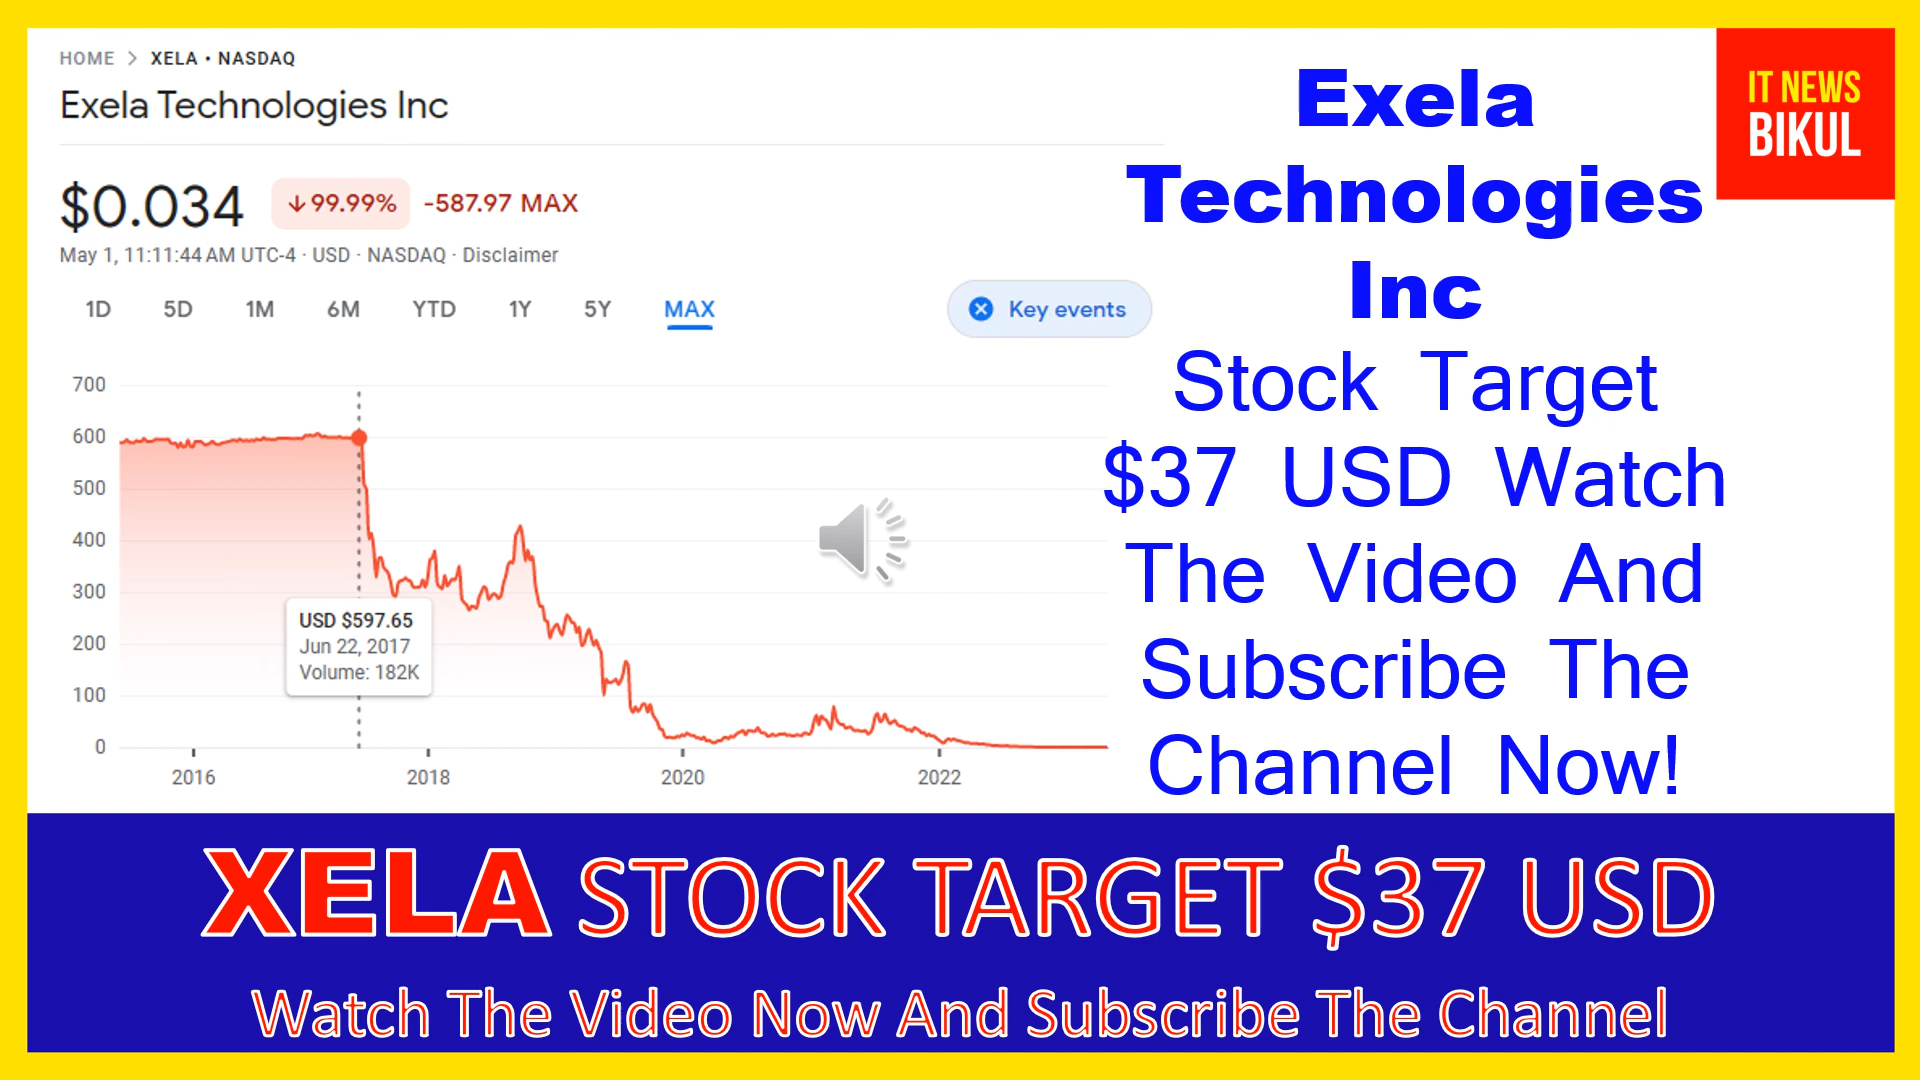 HOME > XELA • NASDAQ
Exela Technologies Inc
$0.034 ↓99.99% -587.97 MAX
May 1, 11:11:44 AM UTC-4 · USD · NASDAQ · Disclaimer
1D 5D 1M 6M YTD 1Y 5Y MAX
Key events
700
600
500
400
300
200
100
0
USD $597.65
Jun 22, 2017
Volume: 182K
2016 2018 2020 2022
Exela
Technologies
Inc
Stock Target
$37 USD Watch
The Video And
Subscribe The
Channel Now!
IT NEWS
BIKUL
XELA STOCK TARGET $37 USD
Watch The Video Now And Subscribe The Channel